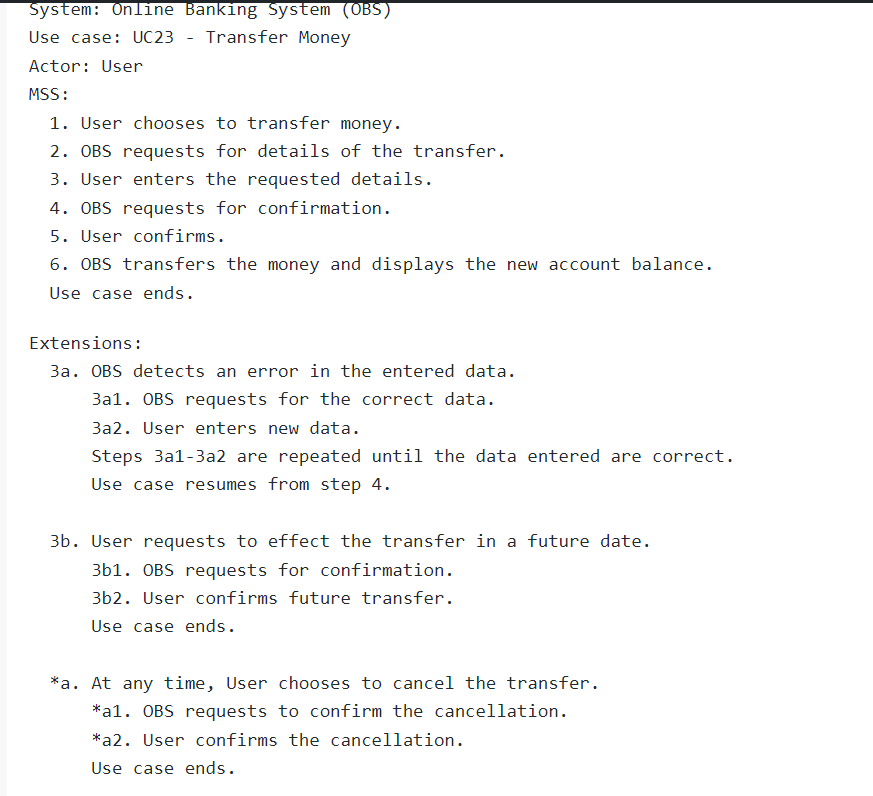 System: Online Banking System (OBS)
Use case: UC23 - Transfer Money
Actor: User
MSS:
1. User chooses to transfer money.
2. OBS requests for details of the transfer.
3. User enters the requested details.
4. OBS requests for confirmation.
5. User confirms.
6. OBS transfers the money and displays the new account balance.
Use case ends.
Extensions:
3a. OBS detects an error in the entered data.
3a1. OBS requests for the correct data.
3a2. User enters new data.
Steps 3a1-3a2 are repeated until the data entered are correct.
Use case resumes from step 4.
3b. User requests to effect the transfer in a future date.
3b1. OBS requests for confirmation.
3b2. User confirms future transfer.
Use case ends.
*a. At any time, User chooses to cancel the transfer.
*a1. OBS requests to confirm the cancellation.
*a2. User confirms the cancellation.
Use case ends.